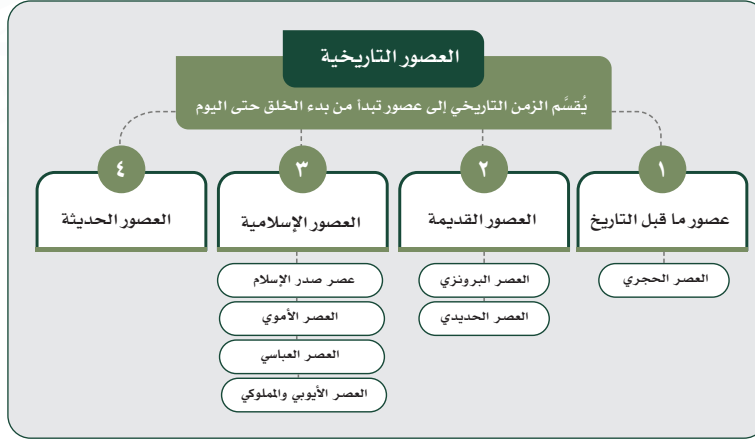 العصور التاريخية
يُقسَّم الزمن التاريخي إلى عصور تبدأ من بدء الخلق حتى اليوم
١
عصور ما قبل التاريخ
العصر الحجري
٢
العصور القديمة
العصر البرونزي
العصر الحديدي
٣
العصور الإسلامية
عصر صدر الإسلام
العصر الأموي
العصر العباسي
العصر الأيوبي والمملوكي
٤
العصور الحديثة